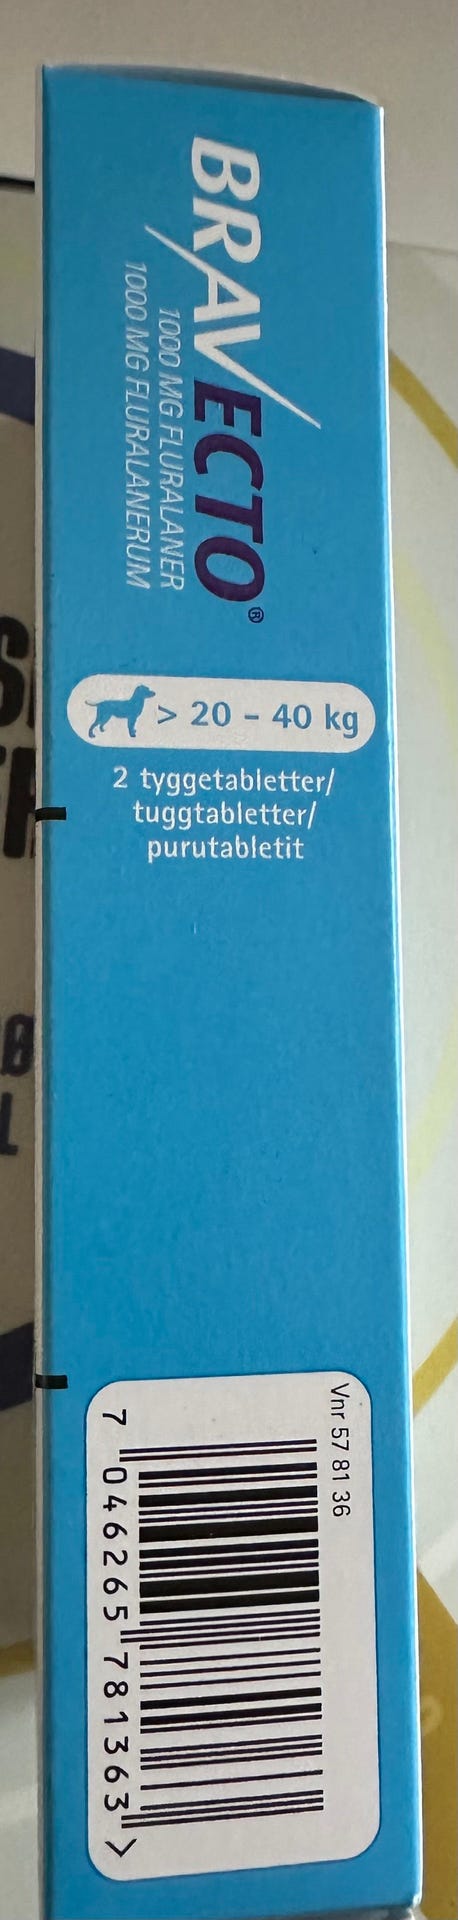 BRAVECTO®
1000 MG FLURALANER
1000 MG FLURALANERUM
> 20 - 40 kg
2 tyggetabletter/
tuggtabletter/
purutabletit
Vnr 57 81 36
7 046265 781363 >